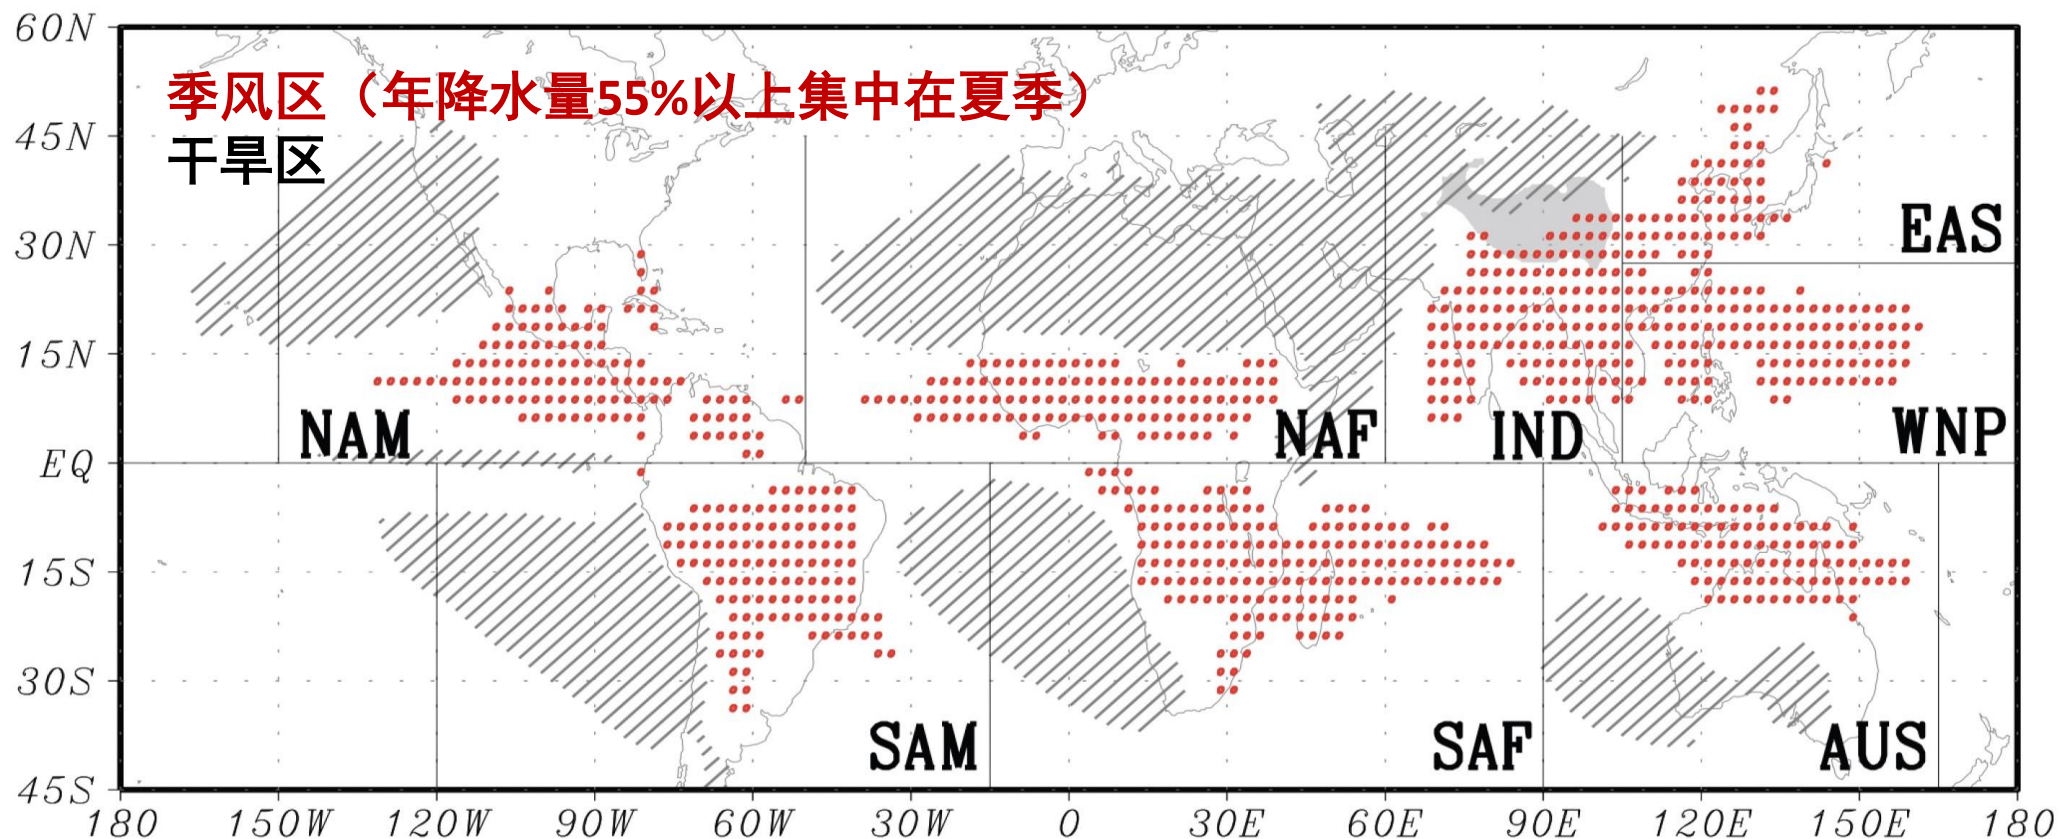 60N
季风区（年降水量55%以上集中在夏季）
45N
干旱区
30N
EAS
15N
NAM
NAF
IND
WNP
EQ
15S
30S
SAM
SAF
AUS
45S
180 150W 120W 90W 60W 30W 0 30E 60E 90E 120E 150E 180